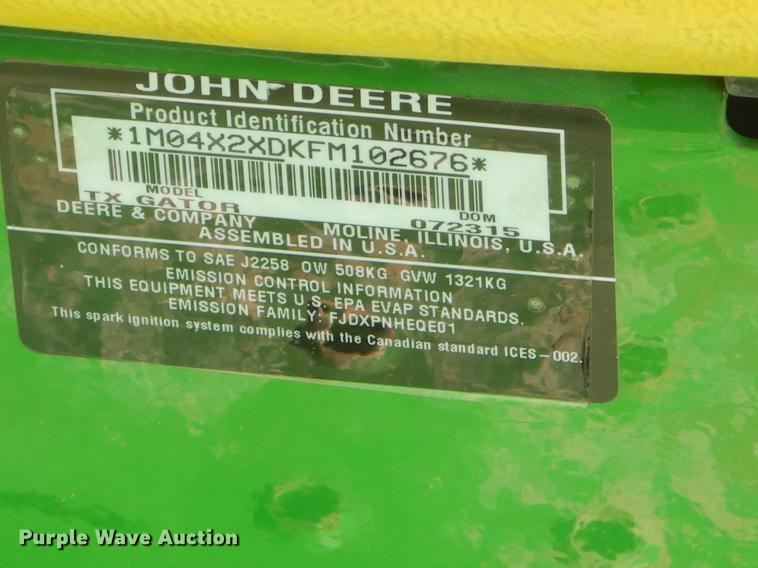 JOHN DEERE
Product Identification Number
*1M04X2XDKFM102676*
MODEL
TX GATOR
DOM
072315
DEERE & COMPANY MOLINE, ILLINOIS, U.S.A.
ASSEMBLED IN U.S.A.
CONFORMS TO SAE J2258 OW 508KG GVW 1321KG
EMISSION CONTROL INFORMATION
THIS EQUIPMENT MEETS U.S. EPA EVAP STANDARDS.
EMISSION FAMILY: FJDXPNHEQE01
This spark ignition system complies with the Canadian standard ICES-002.
Purple Wave Auction